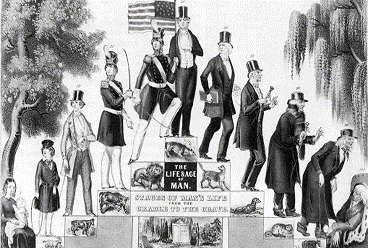 THE
LIFE & AGE
OF
MAN.
STAGES OF MAN'S LIFE
FROM THE
CRADLE TO THE GRAVE